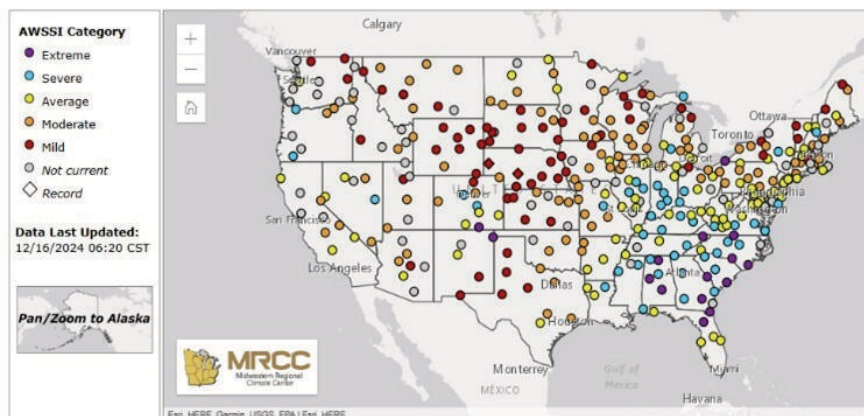 AWSSI Category
Extreme
Severe
Average
Moderate
Mild
Not current
Record
Data Last Updated:
12/16/2024 06:20 CST
Pan/Zoom to Alaska
+
−
Calgary
Vancouver
Ottawa
Toronto
Detroit
Denver
San Francisco
Los Angeles
Atlanta
Dallas
Houston
Monterrey
MÉXICO
Gulf of
Mexico
Miami
Havana
MRCC
Midwestern Regional
Climate Center
Esri, HERE, Garmin, USGS, EPA | Esri, HERE